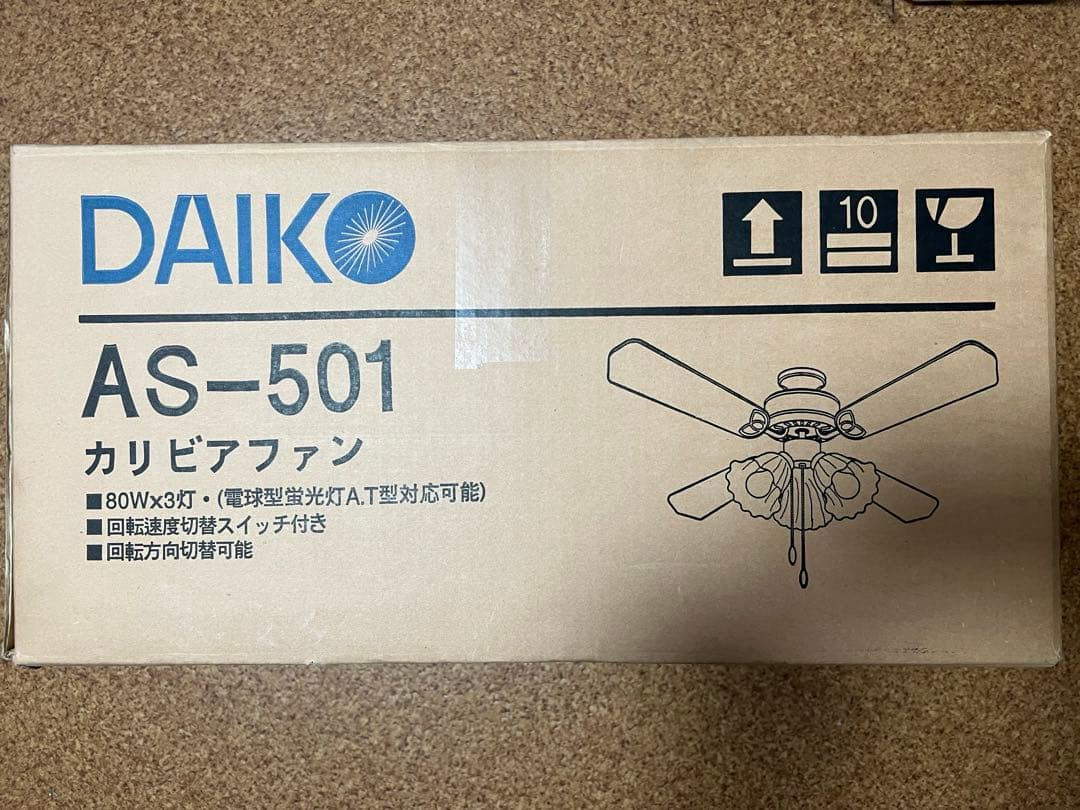 DAIKO
10
AS-501
カリビアファン
■80Wx3灯・(電球型蛍光灯A.T型対応可能)
■回転速度切替スイッチ付き
■回転方向切替可能